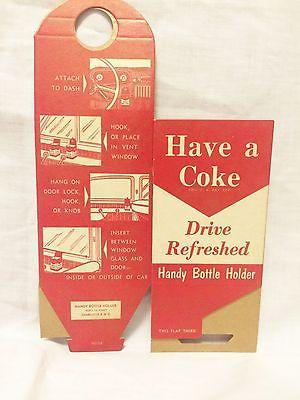 ATTACH
TO DASH
HOOK,
OR PLACE
IN VENT
WINDOW
HANG ON
DOOR LOCK,
HOOK
OR KNOB
INSERT
BETWEEN
WINDOW
GLASS AND
DOOR—
INSIDE OR OUTSIDE OF CAR
HANDY BOTTLE HOLDER
Have a
Coke
Drive
Refreshed
Handy Bottle Holder
THIS FLAP THIRD